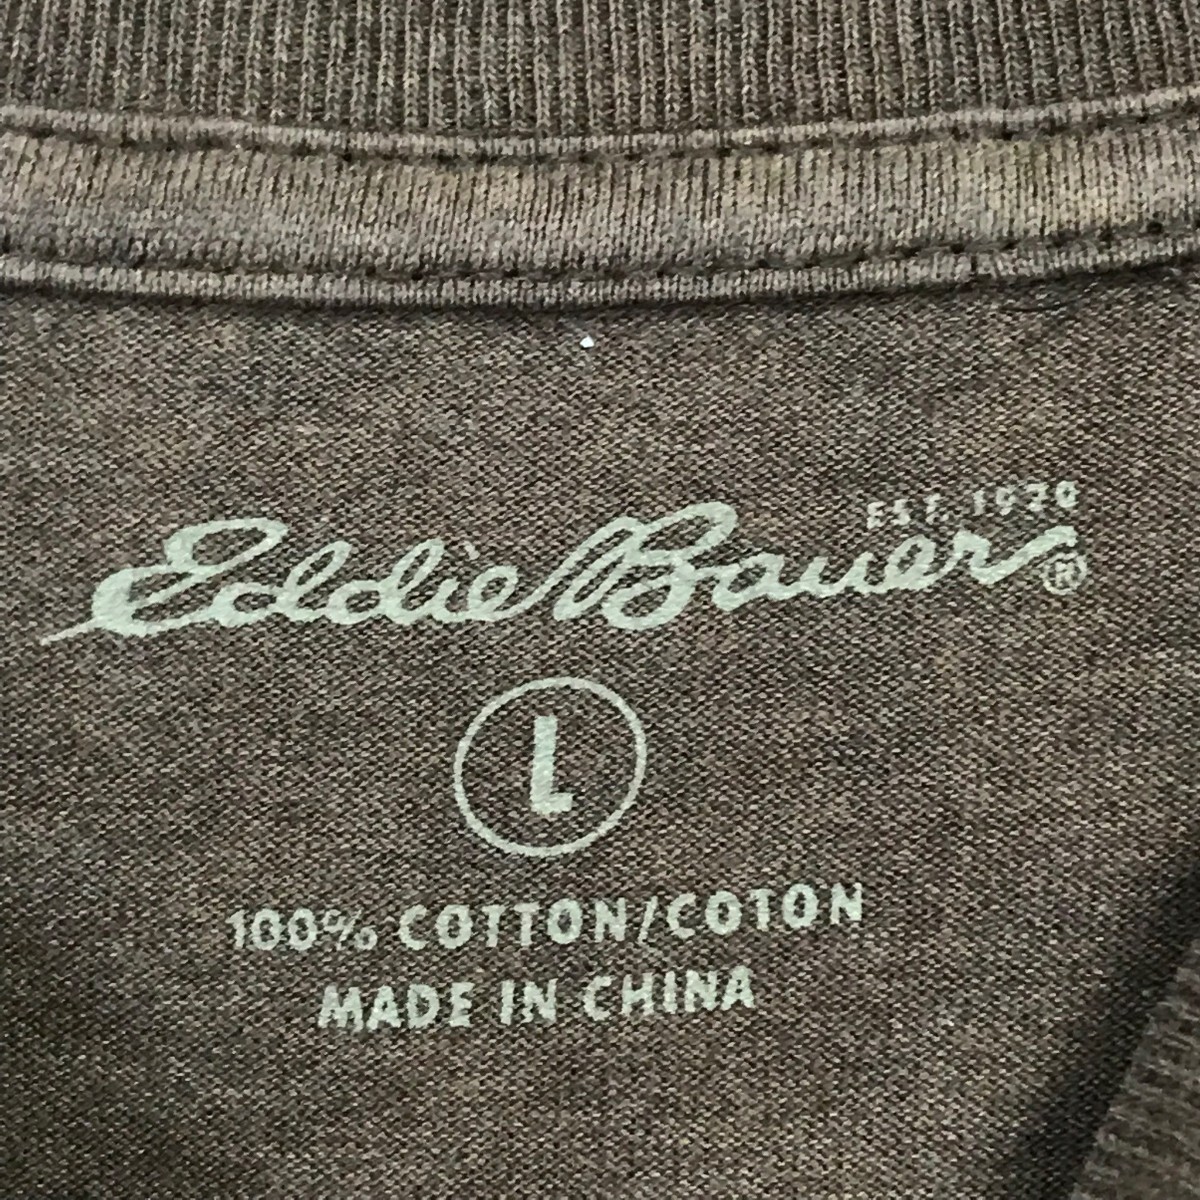 EST. 1920
Eddie Bauer®
L
100% COTTON/COTON
MADE IN CHINA